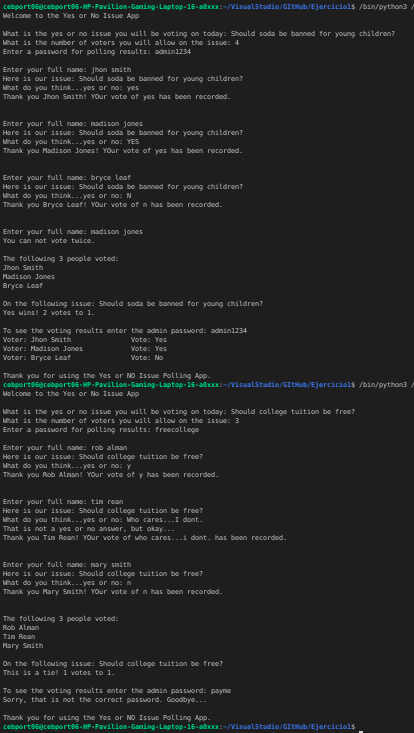 cebport06@cebport06-HP-Pavilion-Gaming-Laptop-16-a0xxx:~/VisualStudio/GItHub/Ejercicio1$ /bin/python3 /
Welcome to the Yes or No Issue App
What is the yes or no issue you will be voting on today: Should soda be banned for young children?
What is the number of voters you will allow on the issue: 4
Enter a password for polling results: admin1234
Enter your full name: jhon smith
Here is our issue: Should soda be banned for young children?
What do you think...yes or no: yes
Thank you Jhon Smith! YOur vote of yes has been recorded.
Enter your full name: madison jones
Here is our issue: Should soda be banned for young children?
What do you think...yes or no: YES
Thank you Madison Jones! YOur vote of yes has been recorded.
Enter your full name: bryce leaf
Here is our issue: Should soda be banned for young children?
What do you think...yes or no: N
Thank you Bryce Leaf! YOur vote of n has been recorded.
Enter your full name: madison jones
You can not vote twice.
The following 3 people voted:
Jhon Smith
Madison Jones
Bryce Leaf
On the following issue: Should soda be banned for young children?
Yes wins! 2 votes to 1.
To see the voting results enter the admin password: admin1234
Voter: Jhon Smith Vote: Yes
Voter: Madison Jones Vote: Yes
Voter: Bryce Leaf Vote: No
Thank you for using the Yes or NO Issue Polling App.
cebport06@cebport06-HP-Pavilion-Gaming-Laptop-16-a0xxx:~/VisualStudio/GItHub/Ejercicio1$ /bin/python3 /
Welcome to the Yes or No Issue App
What is the yes or no issue you will be voting on today: Should college tuition be free?
What is the number of voters you will allow on the issue: 3
Enter a password for polling results: freecollege
Enter your full name: rob alman
Here is our issue: Should college tuition be free?
What do you think...yes or no: y
Thank you Rob Alman! YOur vote of y has been recorded.
Enter your full name: tim rean
Here is our issue: Should college tuition be free?
What do you think...yes or no: Who cares...I dont.
That is not a yes or no answer, but okay...
Thank you Tim Rean! YOur vote of who cares...i dont. has been recorded.
Enter your full name: mary smith
Here is our issue: Should college tuition be free?
What do you think...yes or no: n
Thank you Mary Smith! YOur vote of n has been recorded.
The following 3 people voted:
Rob Alman
Tim Rean
Mary Smith
On the following issue: Should college tuition be free?
This is a tie! 1 votes to 1.
To see the voting results enter the admin password: payme
Sorry, that is not the correct password. Goodbye...
Thank you for using the Yes or NO Issue Polling App.
cebport06@cebport06-HP-Pavilion-Gaming-Laptop-16-a0xxx:~/VisualStudio/GItHub/Ejercicio1$